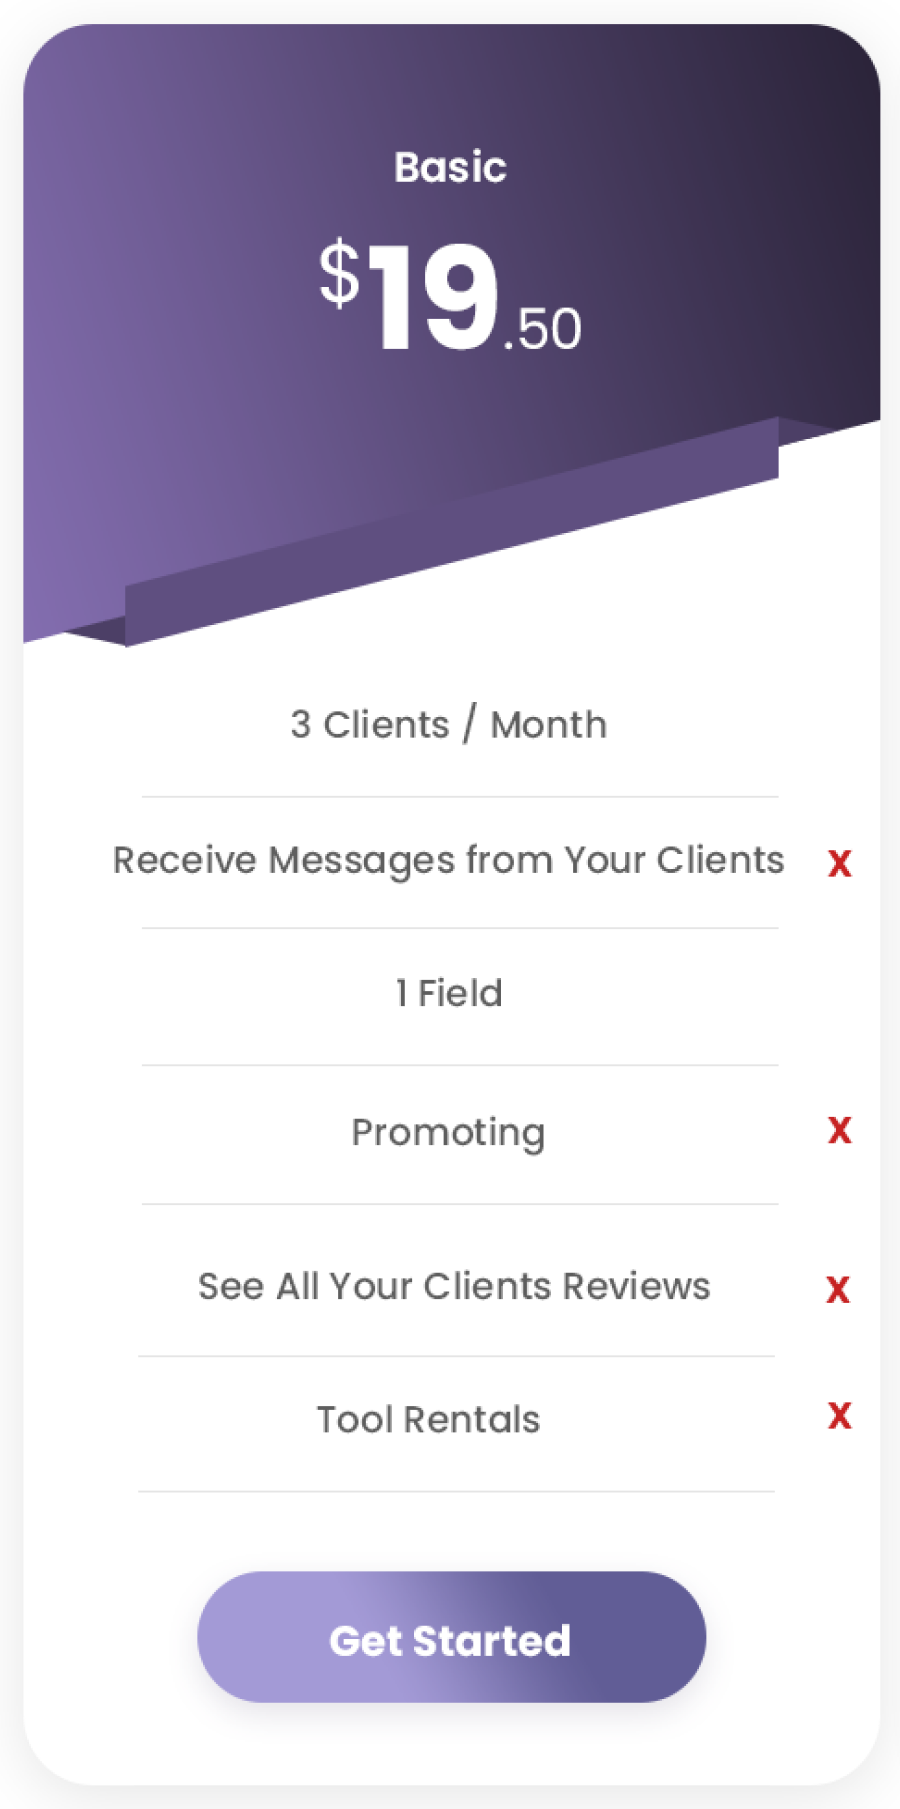 Basic
$19.50
3 Clients / Month
Receive Messages from Your Clients X
1 Field
Promoting X
See All Your Clients Reviews X
Tool Rentals X
Get Started